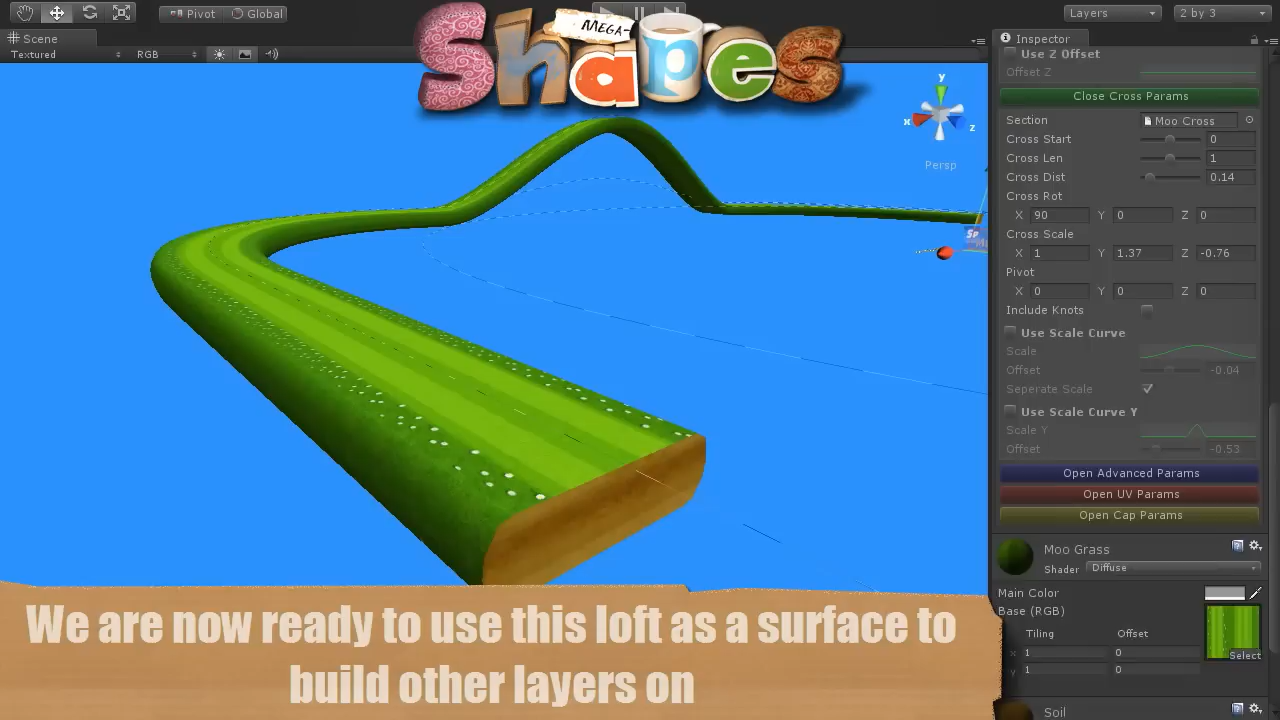 Pivot
Global
Layers
2 by 3
Scene
Inspector
Textured
RGB
MEGA-
Shapes
Use Z Offset
Offset Z
Close Cross Params
Section
Moo Cross
Cross Start
0
Cross Len
1
Cross Dist
0.14
Cross Rot
X 90 Y 0 Z 0
Cross Scale
X 1 Y 1.37 Z -0.76
Pivot
X 0 Y 0 Z 0
Include Knots
Use Scale Curve
Scale
Offset
-0.04
Seperate Scale
Use Scale Curve Y
Scale Y
Offset
-0.53
Open Advanced Params
Open UV Params
Open Cap Params
Moo Grass
Shader
Diffuse
Main Color
Base (RGB)
Tiling
Offset
x 1 0
y 1 0
Select
Soil
y
x
z
Persp
We are now ready to use this loft as a surface to
build other layers on